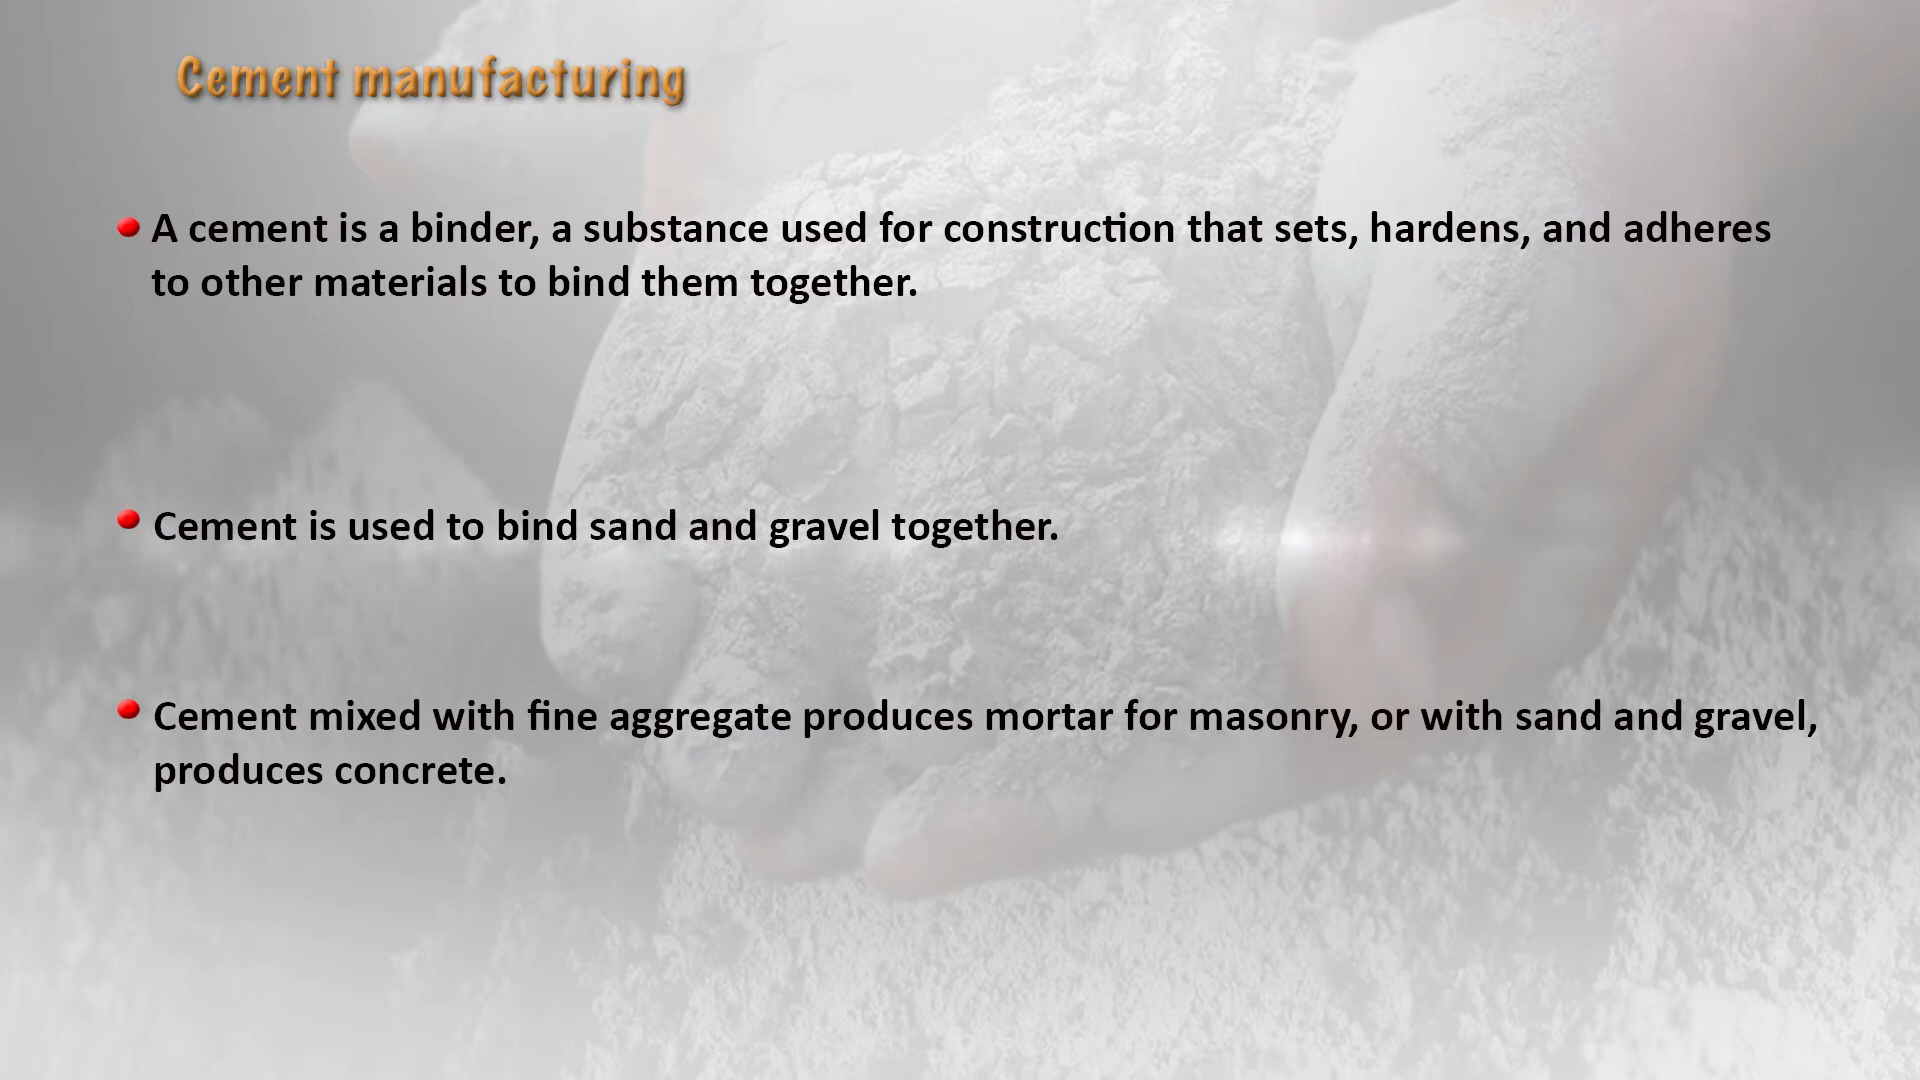 Cement manufacturing
A cement is a binder, a substance used for construction that sets, hardens, and adheres
to other materials to bind them together.
Cement is used to bind sand and gravel together.
Cement mixed with fine aggregate produces mortar for masonry, or with sand and gravel,
produces concrete.